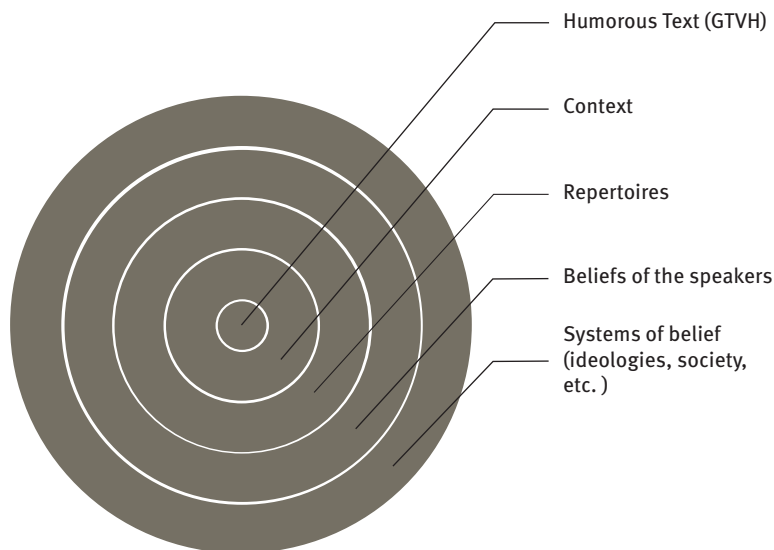 Humorous Text (GTVH)
Context
Repertoires
Beliefs of the speakers
Systems of belief
(ideologies, society,
etc. )